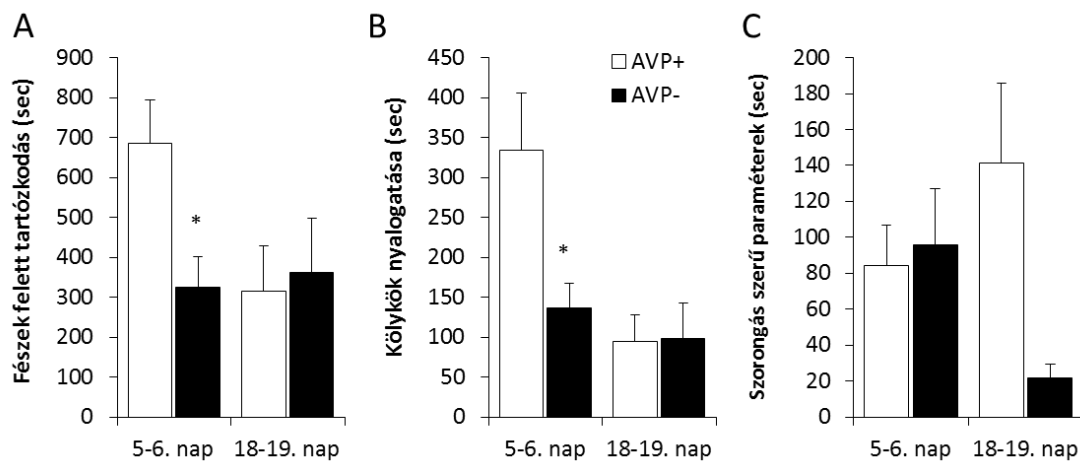 A
Fészek felett tartózkodás (sec)
900
800
700
600
500
400
300
200
100
0
*
5-6. nap
18-19. nap
B
Kölykök nyalogatása (sec)
450
400
350
300
250
200
150
100
50
0
*
AVP+
AVP-
5-6. nap
18-19. nap
C
Szorongás szerű paraméterek (sec)
200
180
160
140
120
100
80
60
40
20
0
5-6. nap
18-19. nap